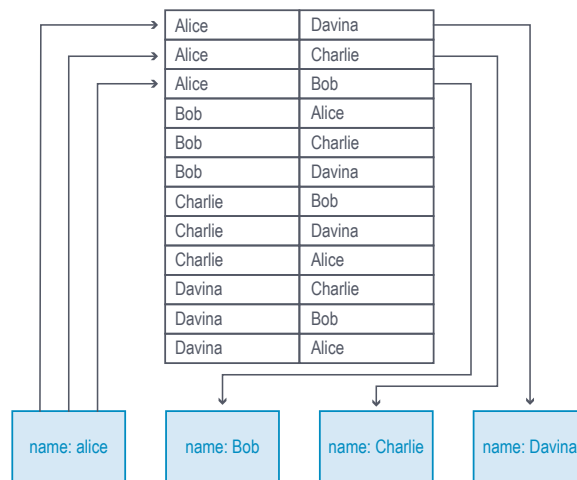 Alice Davina
Alice Charlie
Alice Bob
Bob Alice
Bob Charlie
Bob Davina
Charlie Bob
Charlie Davina
Charlie Alice
Davina Charlie
Davina Bob
Davina Alice
name: alice name: Bob name: Charlie name: Davina